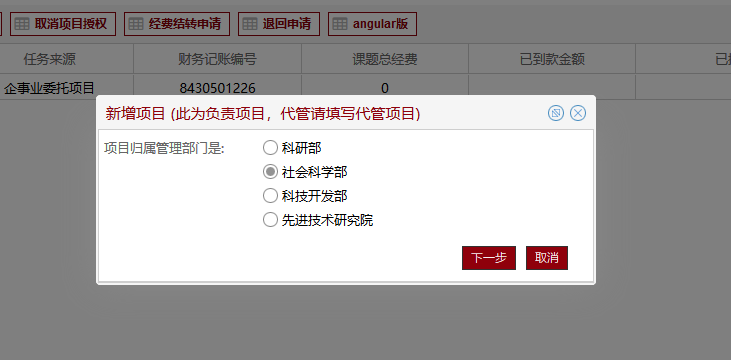 取消项目授权 经费结转申请 退回申请 angular版
任务来源 财务记账编号 课题总经费 已到款金额
企事业委托项目 8430501226 0
新增项目 (此为负责项目，代管请填写代管项目)
项目归属管理部门是: 科研部
社会科学部
科技开发部
先进技术研究院
下一步 取消